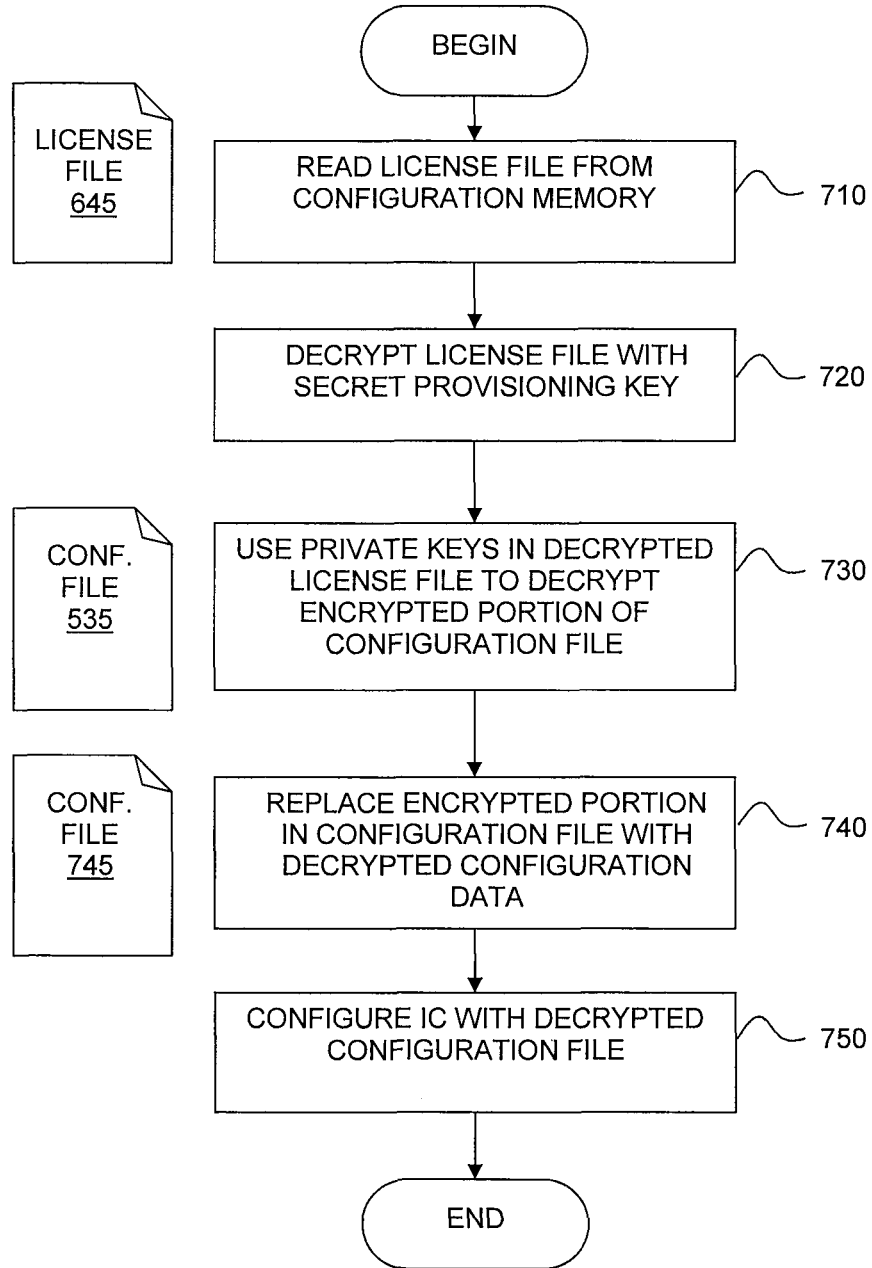 BEGIN
LICENSE
FILE
645
READ LICENSE FILE FROM
CONFIGURATION MEMORY
710
DECRYPT LICENSE FILE WITH
SECRET PROVISIONING KEY
720
CONF.
FILE
535
USE PRIVATE KEYS IN DECRYPTED
LICENSE FILE TO DECRYPT
ENCRYPTED PORTION OF
CONFIGURATION FILE
730
CONF.
FILE
745
REPLACE ENCRYPTED PORTION
IN CONFIGURATION FILE WITH
DECRYPTED CONFIGURATION
DATA
740
CONFIGURE IC WITH DECRYPTED
CONFIGURATION FILE
750
END